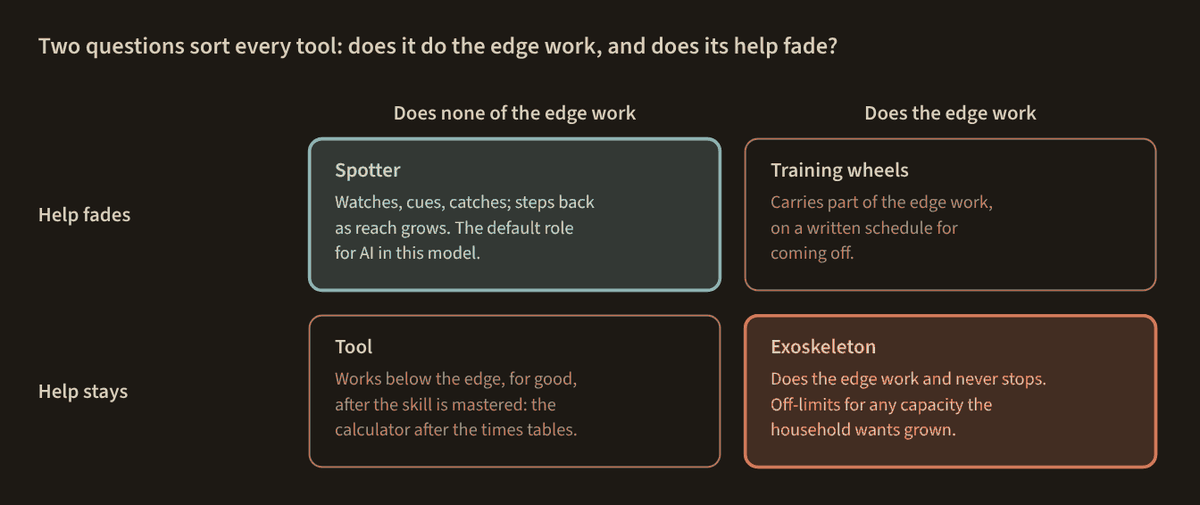 Two questions sort every tool: does it do the edge work, and does its help fade?
Does none of the edge work
Does the edge work
Help fades
Spotter
Watches, cues, catches; steps back
as reach grows. The default role
for AI in this model.
Training wheels
Carries part of the edge work,
on a written schedule for
coming off.
Help stays
Tool
Works below the edge, for good,
after the skill is mastered: the
calculator after the times tables.
Exoskeleton
Does the edge work and never stops.
Off-limits for any capacity the
household wants grown.